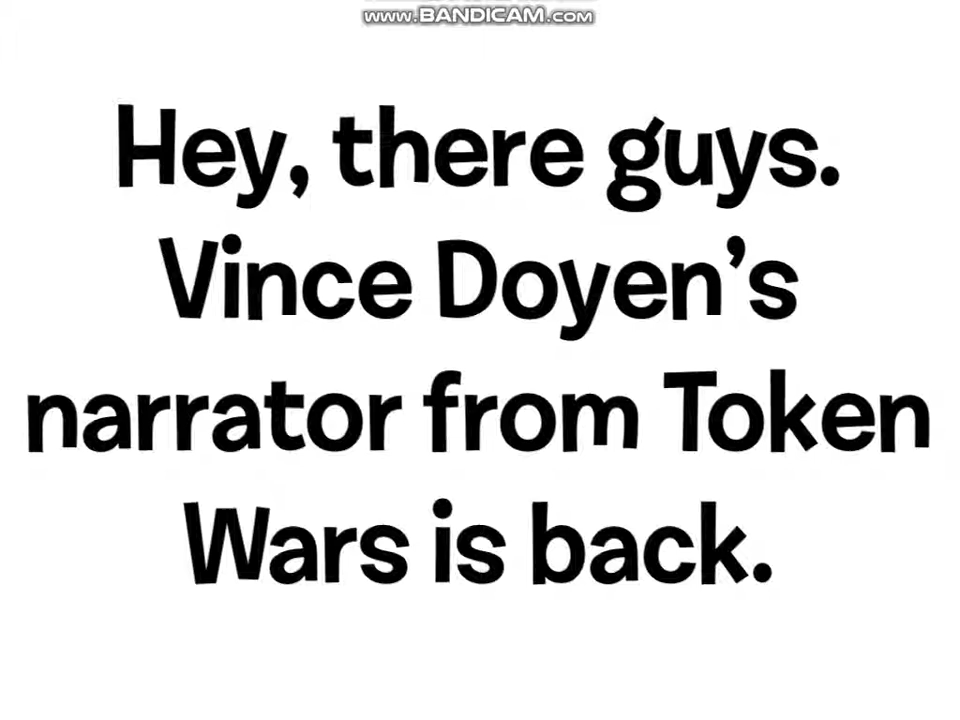 www.BANDICAM.com
Hey, there guys.
Vince Doyen’s
narrator from Token
Wars is back.